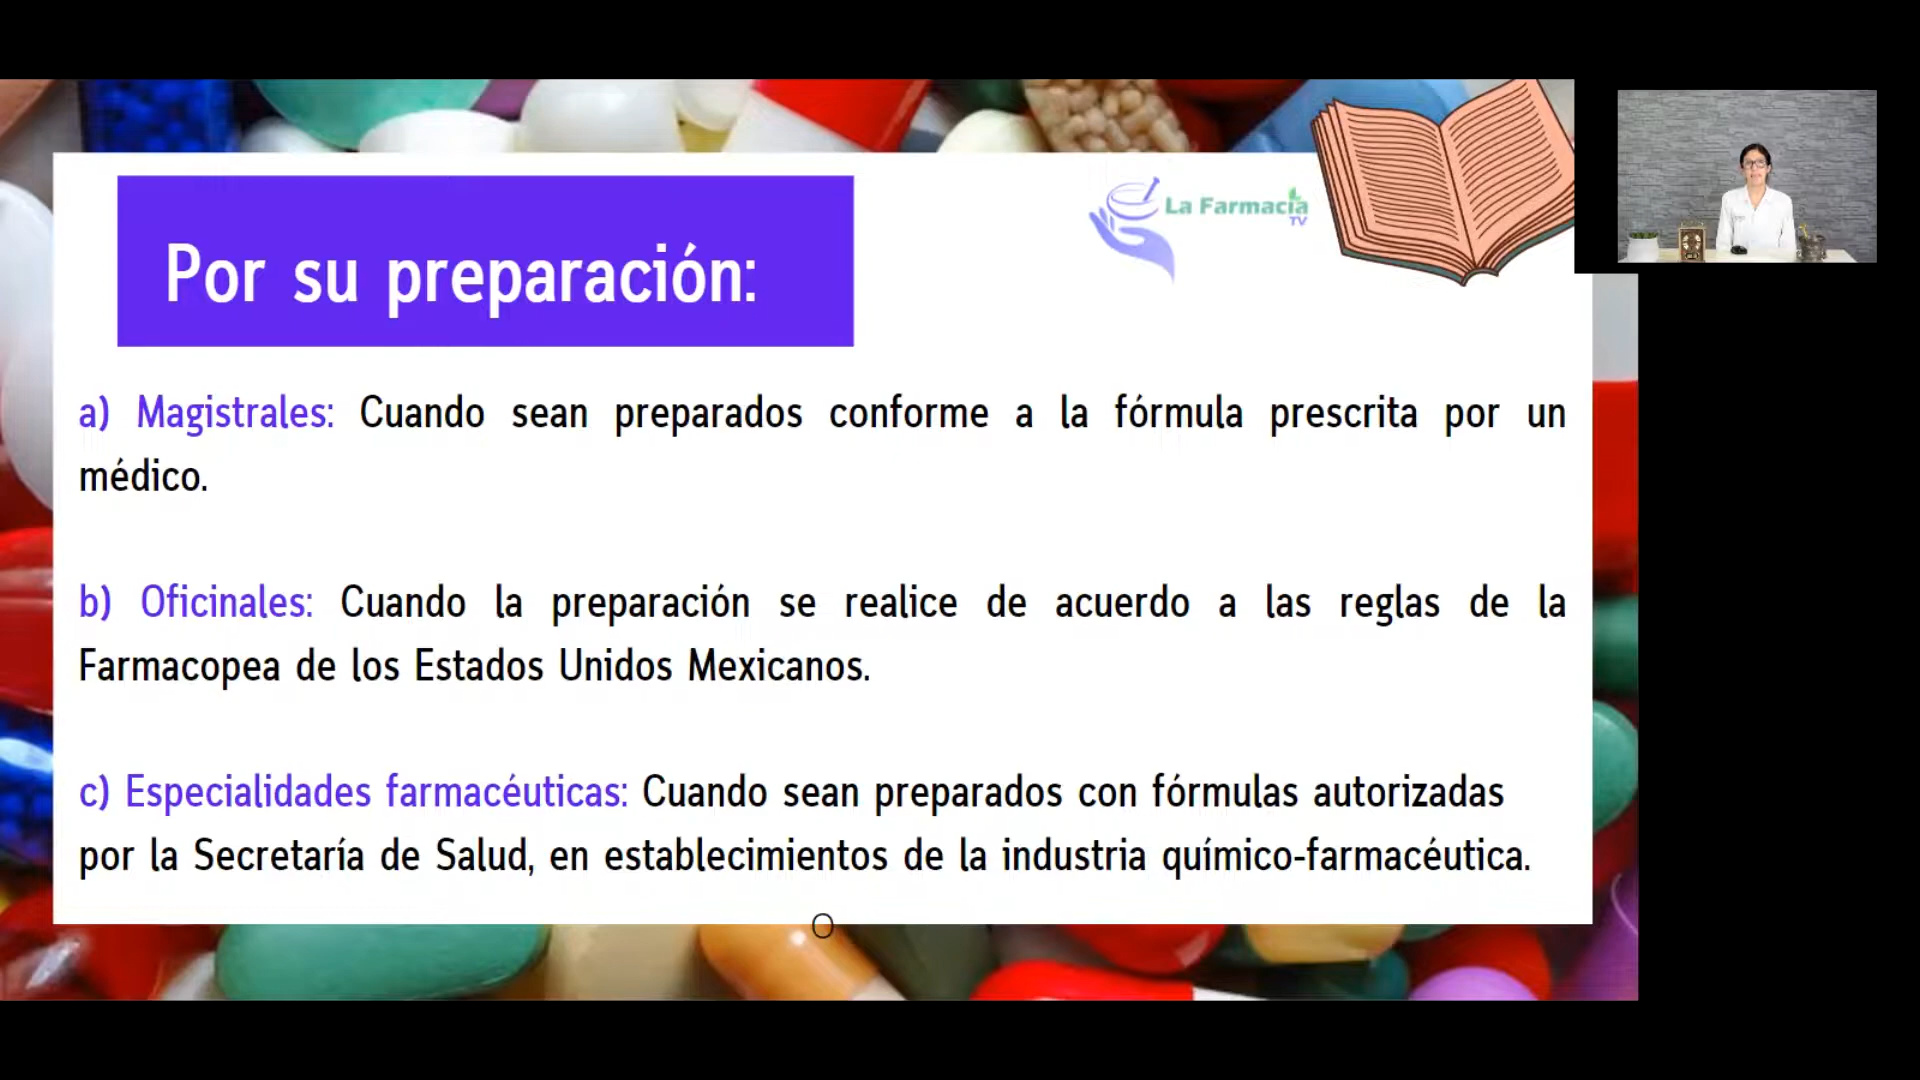 La Farmacia
TV
Por su preparación:
a) Magistrales: Cuando sean preparados conforme a la fórmula prescrita por un
médico.
b) Oficinales: Cuando la preparación se realice de acuerdo a las reglas de la
Farmacopea de los Estados Unidos Mexicanos.
c) Especialidades farmacéuticas: Cuando sean preparados con fórmulas autorizadas
por la Secretaría de Salud, en establecimientos de la industria químico-farmacéutica.